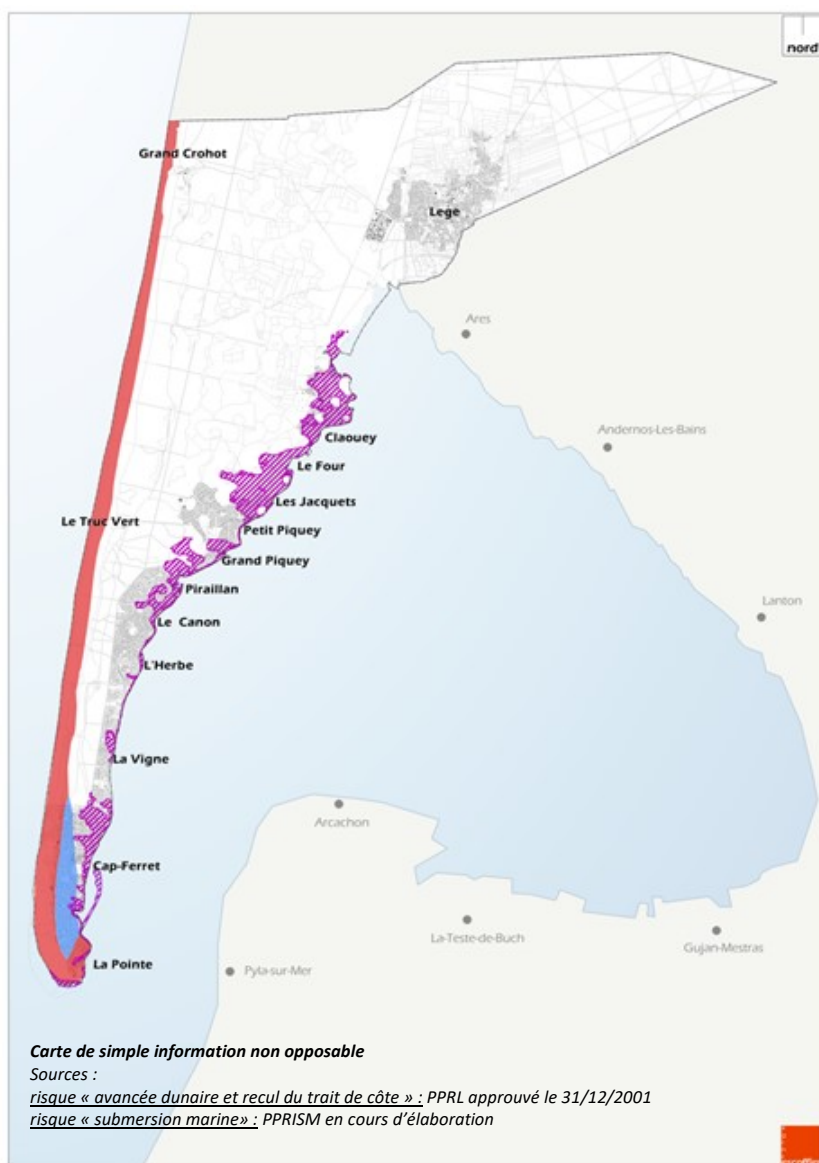 nord
Grand Crohot
Lege
Ares
Andernos-Les-Bains
Claouey
Le Four
Les Jacquets
Le Truc Vert
Petit Piquey
Grand Piquey
Piraillan
Lanton
Le Canon
L'Herbe
La Vigne
Arcachon
Cap-Ferret
La-Teste-de-Buch
Gujan-Mestras
La Pointe
Pyla-sur-Mer
Carte de simple information non opposable
Sources :
risque « avancée dunaire et recul du trait de côte » : PPRL approuvé le 31/12/2001
risque « submersion marine» : PPRISM en cours d'élaboration